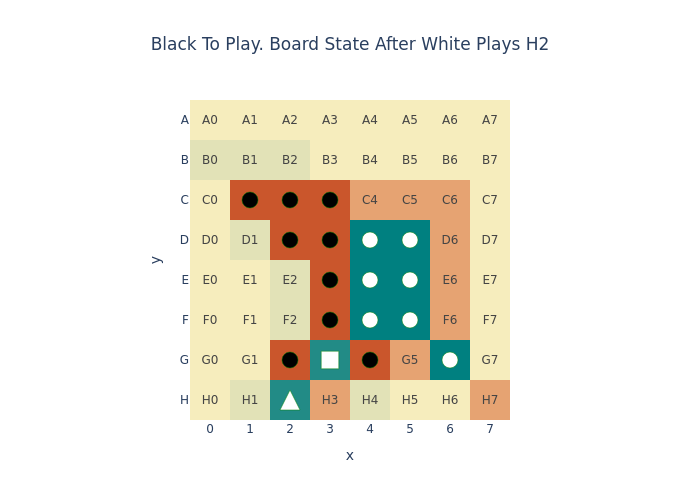 Black To Play. Board State After White Plays H2
A A0 A1 A2 A3 A4 A5 A6 A7
B B0 B1 B2 B3 B4 B5 B6 B7
C C0 C4 C5 C6 C7
D D0 D1 D6 D7
y
E E0 E1 E2 E6 E7
F F0 F1 F2 F6 F7
G G0 G1 G5 G7
H H0 H1 H3 H4 H5 H6 H7
0 1 2 3 4 5 6 7
x